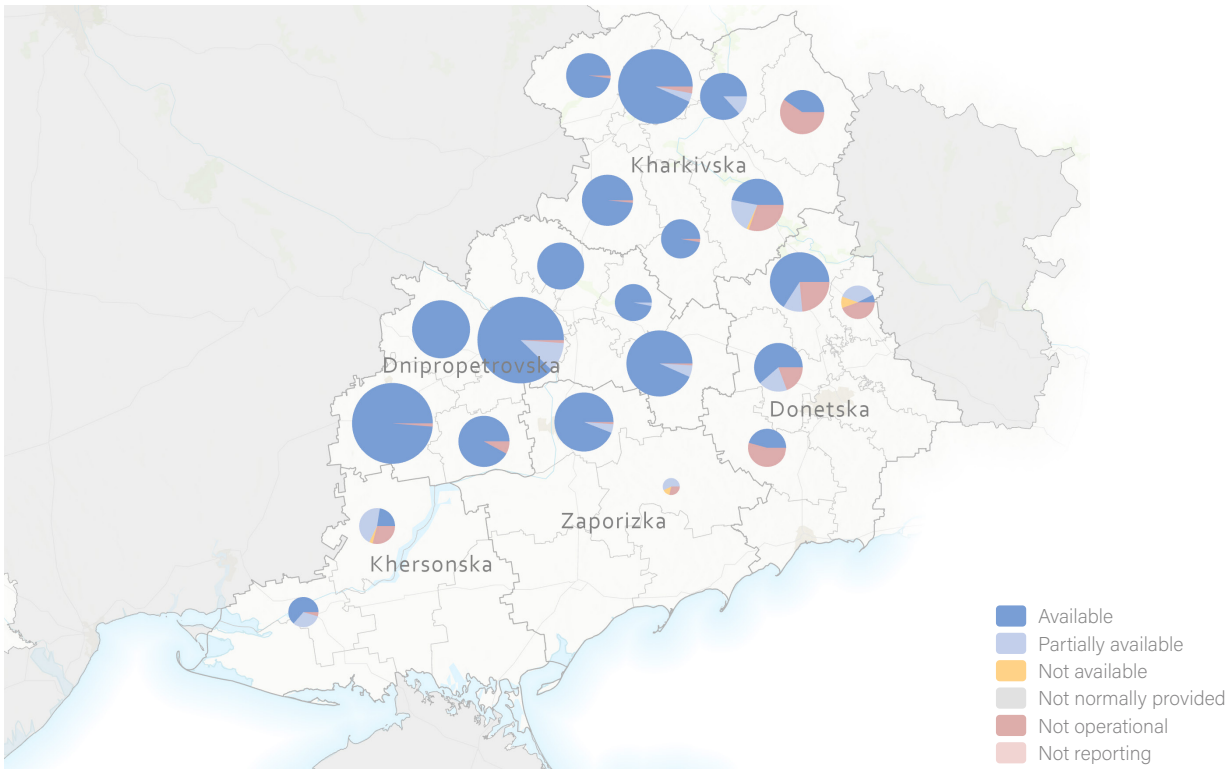 Kharkivska
Dnipropetrovska
Donetska
Zaporizka
Khersonska
Available
Partially available
Not available
Not normally provided
Not operational
Not reporting